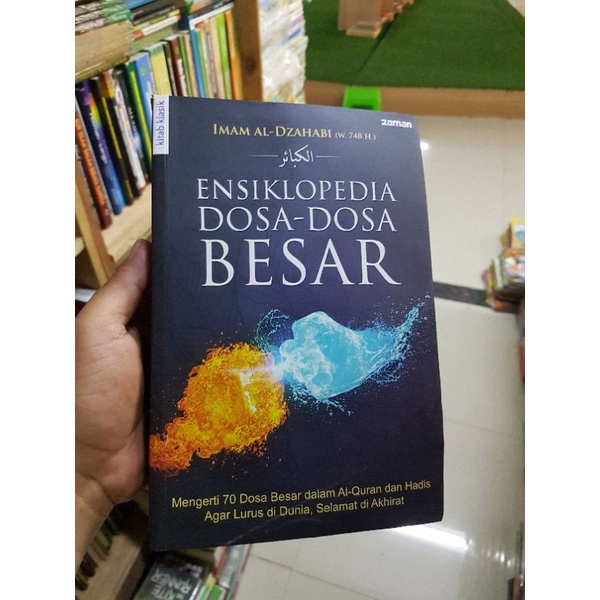 kitab klasik
zaman
IMAM AL-DZAHABI (W. 748 H.)
الكبائر
ENSIKLOPEDIA
DOSA-DOSA
BESAR
Mengerti 70 Dosa Besar dalam Al-Quran dan Hadis
Agar Lurus di Dunia, Selamat di Akhirat